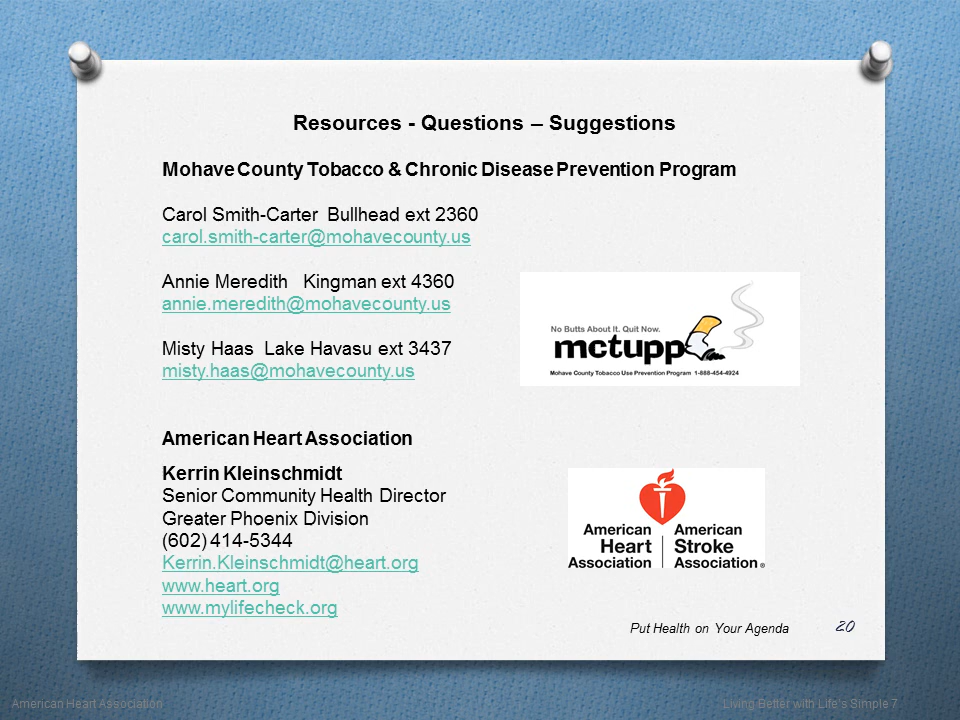 Resources - Questions – Suggestions
Mohave County Tobacco & Chronic Disease Prevention Program
Carol Smith-Carter Bullhead ext 2360
carol.smith-carter@mohavecounty.us
Annie Meredith Kingman ext 4360
annie.meredith@mohavecounty.us
Misty Haas Lake Havasu ext 3437
misty.haas@mohavecounty.us
No Butts About It. Quit Now.
mctupp
Mohave County Tobacco Use Prevention Program 1-888-454-4924
American Heart Association
Kerrin Kleinschmidt
Senior Community Health Director
Greater Phoenix Division
(602) 414-5344
Kerrin.Kleinschmidt@heart.org
www.heart.org
www.mylifecheck.org
American Heart Association
American Stroke Association®
Put Health on Your Agenda
20
American Heart Association
Living Better with Life's Simple 7